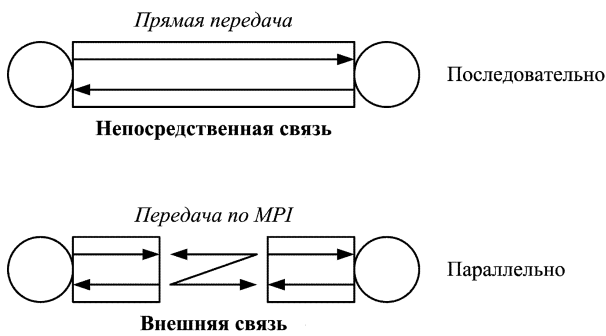 Прямая передача
Последовательно
Непосредственная связь
Передача по MPI
Параллельно
Внешняя связь